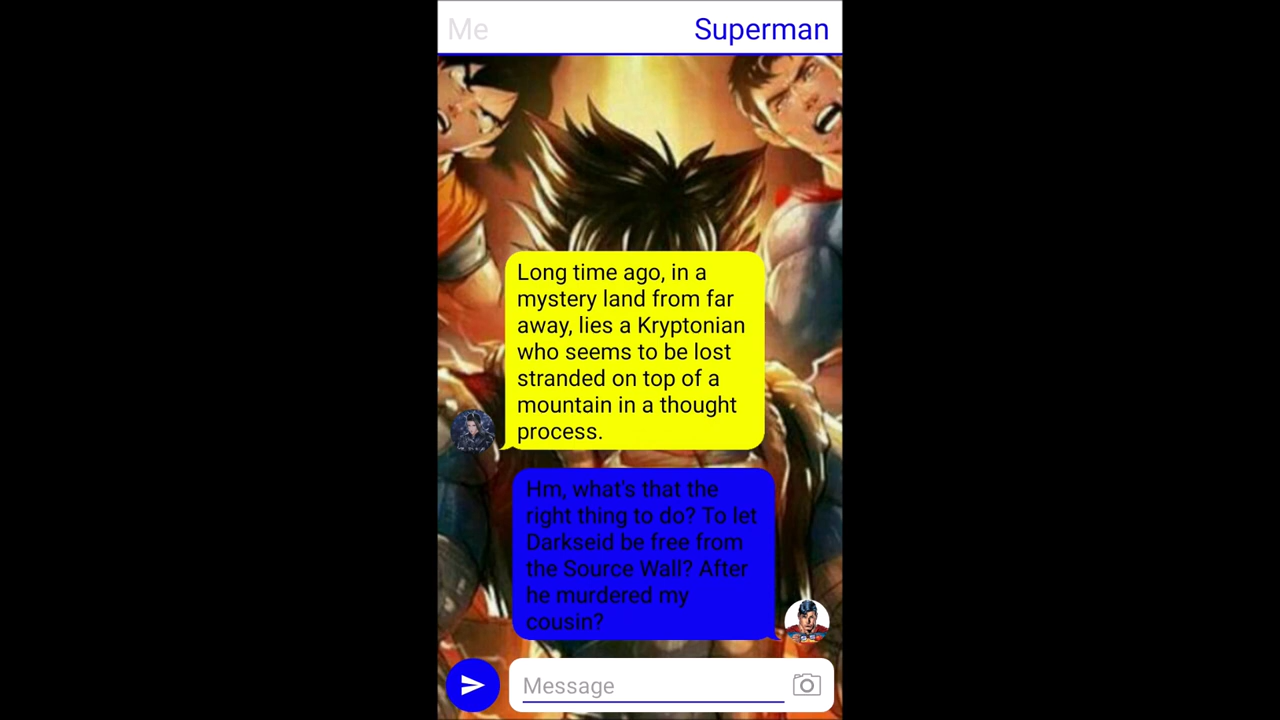 Me
Superman
Long time ago, in a
mystery land from far
away, lies a Kryptonian
who seems to be lost
stranded on top of a
mountain in a thought
process.
Hm, what's that the
right thing to do? To let
Darkseid be free from
the Source Wall? After
he murdered my
cousin?
Message